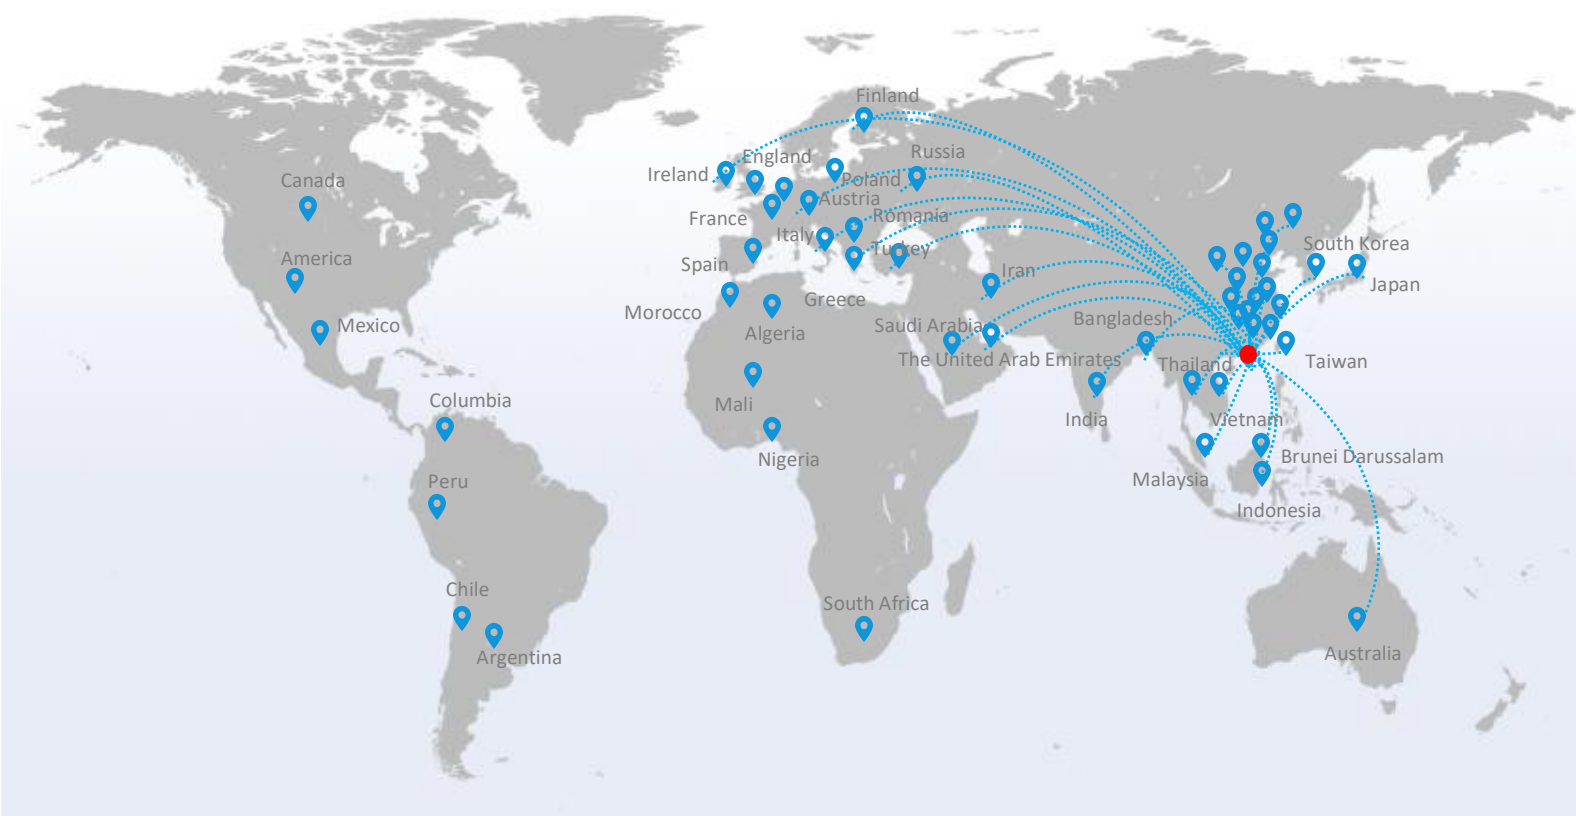 Finland
England
Russia
Ireland
Poland
Canada
Austria
France
Romania
Italy
South Korea
America
Turkey
Spain
Iran
Japan
Greece
Morocco
Bangladesh
Mexico
Saudi Arabia
Algeria
The United Arab Emirates
Thailand
Taiwan
Mali
Columbia
India
Vietnam
Nigeria
Brunei Darussalam
Malaysia
Peru
Indonesia
Chile
South Africa
Australia
Argentina